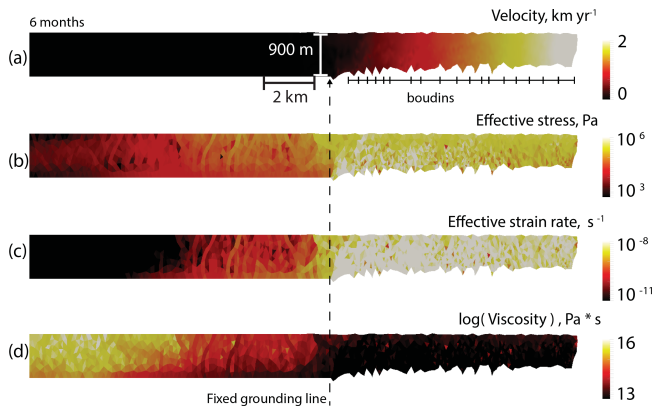 6 months
Velocity, km yr-1
(a)
900 m
2
0
2 km
boudins
Effective stress, Pa
(b)
10 6
10 3
Effective strain rate, s -1
(c)
10 -8
10 -11
log( Viscosity ) , Pa * s
(d)
16
13
Fixed grounding line